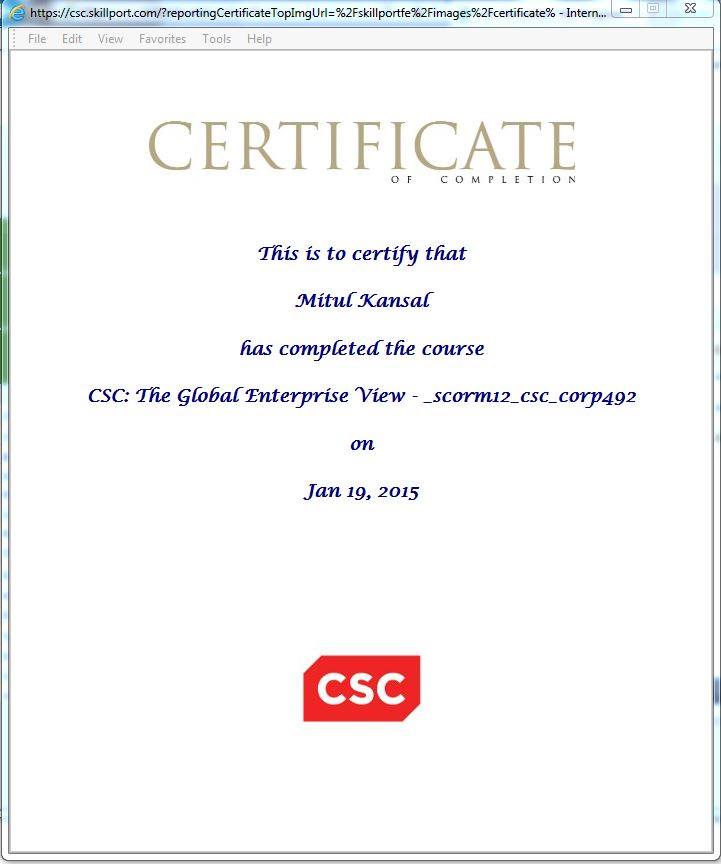 https://csc.skillport.com/?reportingCertificateTopImgUrl=%2Fskillportfe%2Fimages%2Fcertificate% - Intern...
File Edit View Favorites Tools Help
CERTIFICATE
OF COMPLETION
This is to certify that
Mitul Kansal
has completed the course
CSC: The Global Enterprise View - _scorm12_csc_corp492
on
Jan 19, 2015
CSC